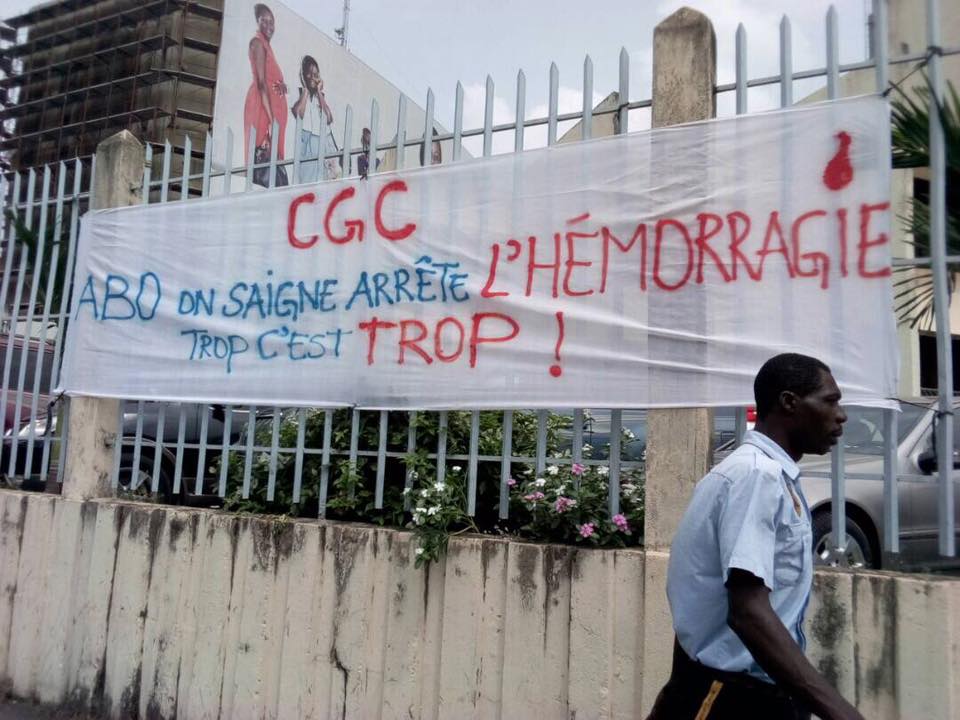 CGC
ABO ON SAIGNE ARRÊTE L'HÉMORRAGIE
TROP C'EST TROP !